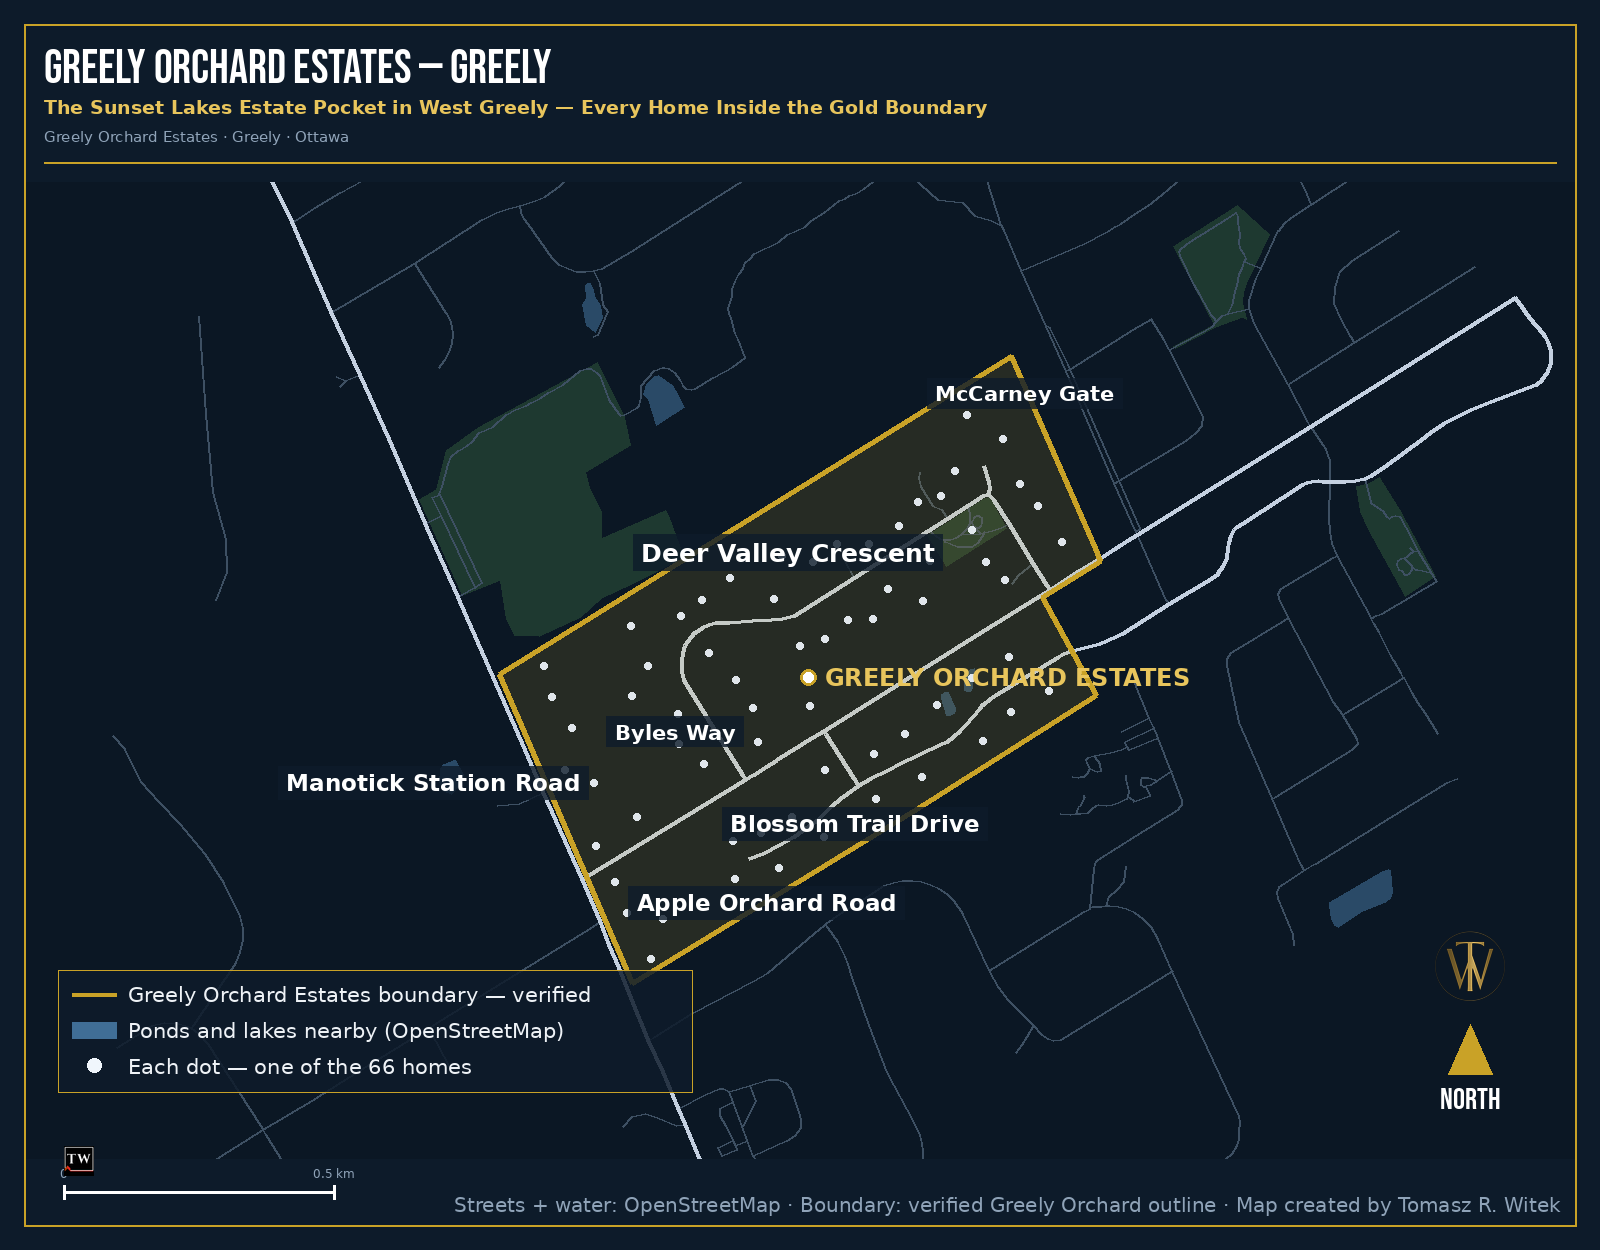 GREELY ORCHARD ESTATES — GREELY
The Sunset Lakes Estate Pocket in West Greely — Every Home Inside the Gold Boundary
Greely Orchard Estates · Greely · Ottawa
McCarney Gate
Deer Valley Crescent
GREELY ORCHARD ESTATES
Byles Way
Manotick Station Road
Blossom Trail Drive
Apple Orchard Road
Greely Orchard Estates boundary — verified
Ponds and lakes nearby (OpenStreetMap)
Each dot — one of the 66 homes
TW
NORTH
TW
0 0.5 km
Streets + water: OpenStreetMap · Boundary: verified Greely Orchard outline · Map created by Tomasz R. Witek